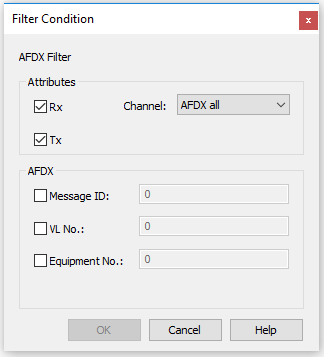 Filter Condition
x
AFDX Filter
Attributes
Rx Channel: AFDX all
Tx
AFDX
Message ID: 0
VL No.: 0
Equipment No.: 0
OK Cancel Help